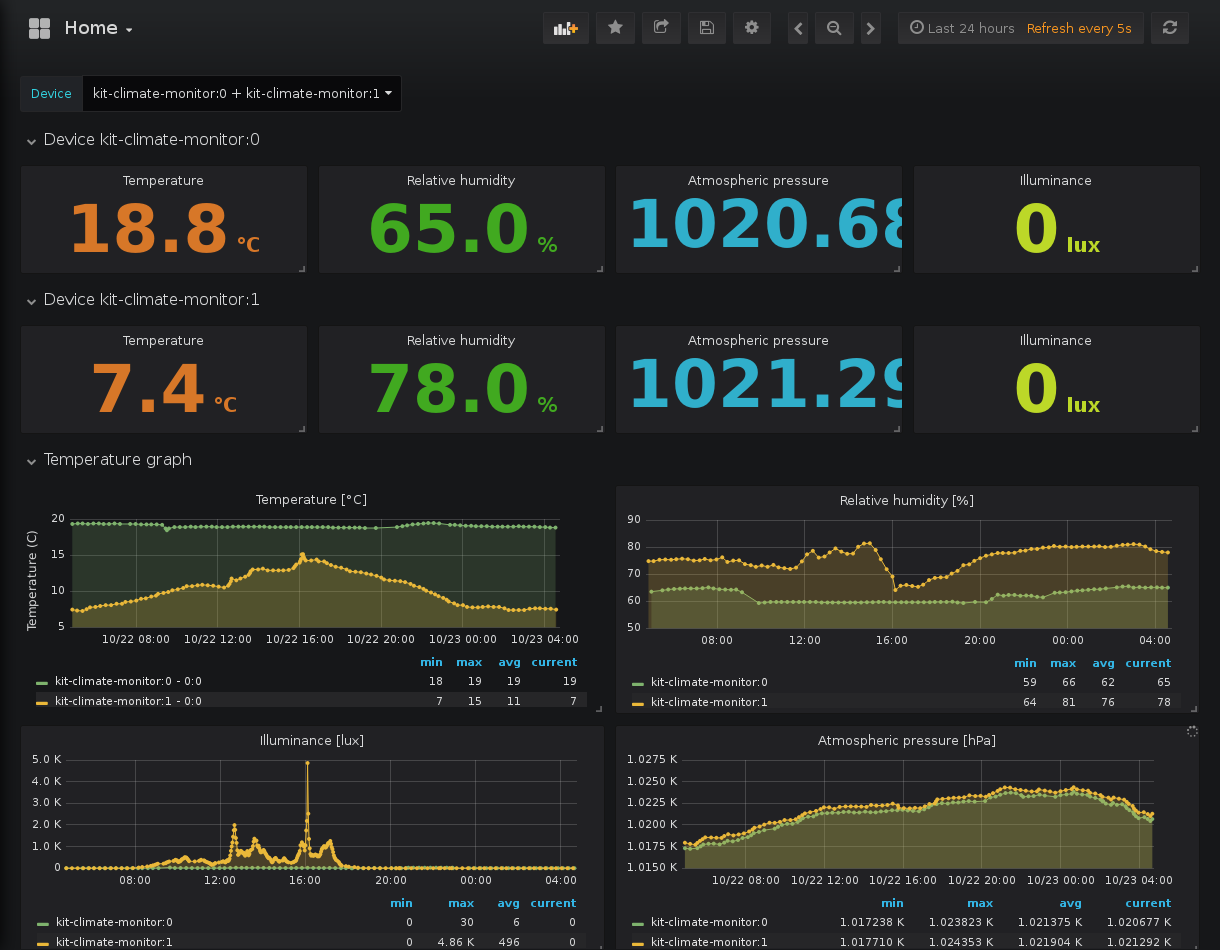 Home
Last 24 hours Refresh every 5s
Device kit-climate-monitor:0 + kit-climate-monitor:1
Device kit-climate-monitor:0
Temperature Relative humidity Atmospheric pressure Illuminance
18.8 °C 65.0 % 1020.68 0 lux
Device kit-climate-monitor:1
Temperature Relative humidity Atmospheric pressure Illuminance
7.4 °C 78.0 % 1021.29 0 lux
Temperature graph
Temperature [°C]
Temperature (C)
20
15
10
5
10/22 08:00 10/22 12:00 10/22 16:00 10/22 20:00 10/23 00:00 10/23 04:00
min max avg current
kit-climate-monitor:0 - 0:0 18 19 19 19
kit-climate-monitor:1 - 0:0 7 15 11 7
Relative humidity [%]
90
80
70
60
50
08:00 12:00 16:00 20:00 00:00 04:00
min max avg current
kit-climate-monitor:0 59 66 62 65
kit-climate-monitor:1 64 81 76 78
Illuminance [lux]
5.0 K
4.0 K
3.0 K
2.0 K
1.0 K
0
08:00 12:00 16:00 20:00 00:00 04:00
min max avg current
kit-climate-monitor:0 0 30 6 0
kit-climate-monitor:1 0 4.86 K 496 0
Atmospheric pressure [hPa]
1.0275 K
1.0250 K
1.0225 K
1.0200 K
1.0175 K
1.0150 K
10/22 08:00 10/22 12:00 10/22 16:00 10/22 20:00 10/23 00:00 10/23 04:00
min max avg current
kit-climate-monitor:0 1.017238 K 1.023823 K 1.021375 K 1.020677 K
kit-climate-monitor:1 1.017710 K 1.024353 K 1.021904 K 1.021292 K